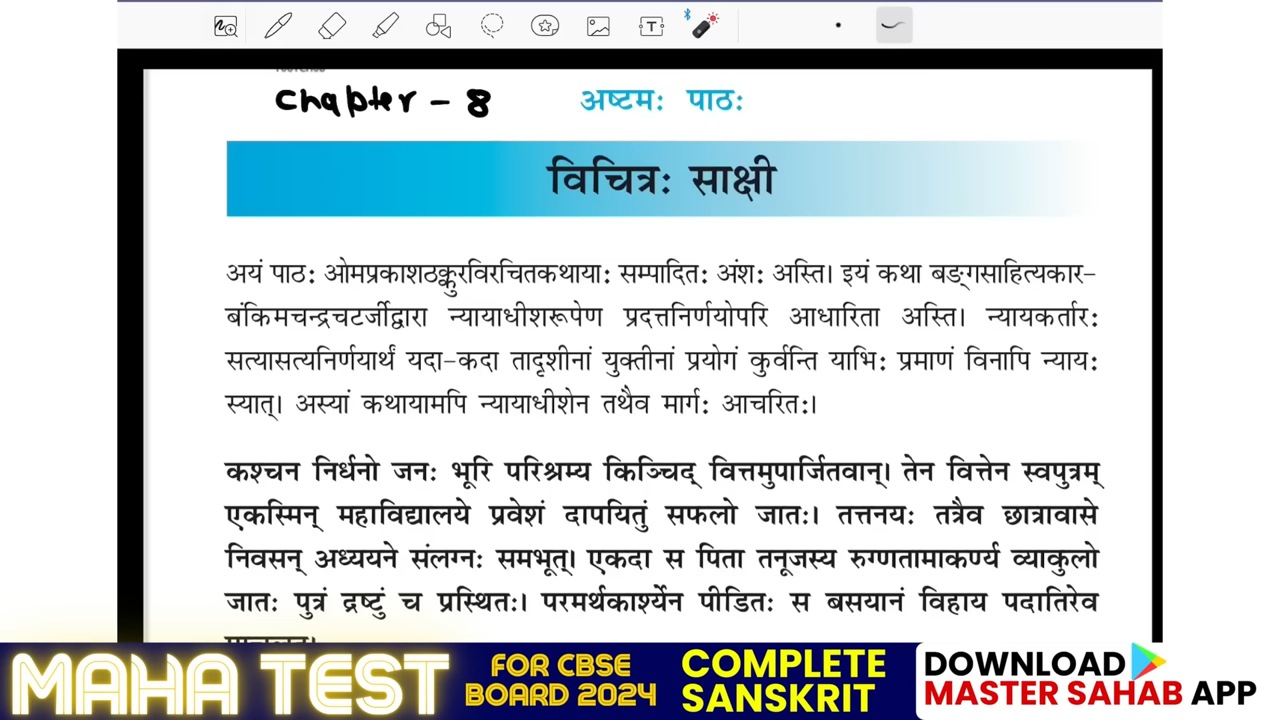 Chapter - 8
अष्टमः पाठः
विचित्रः साक्षी
अयं पाठः ओमप्रकाशठक्कुरविरचितकथायाः सम्पादितः अंशः अस्ति। इयं कथा बङ्गसाहित्यकार-
बंकिमचन्द्रचटर्जीद्वारा न्यायाधीशरूपेण प्रदत्तनिर्णयोपरि आधारिता अस्ति। न्यायकर्तारः
सत्यासत्यनिर्णयार्थं यदा-कदा तादृशीनां युक्तीनां प्रयोगं कुर्वन्ति याभिः प्रमाणं विनापि न्यायः
स्यात्। अस्यां कथायामपि न्यायाधीशेन तथैव मार्गः आचरितः।
कश्चन निर्धनो जनः भूरि परिश्रम्य किञ्चिद् वित्तमुपार्जितवान्। तेन वित्तेन स्वपुत्रम्
एकस्मिन् महाविद्यालये प्रवेशं दापयितुं सफलो जातः। तत्तनयः तत्रैव छात्रावासे
निवसन् अध्ययने संलग्नः समभूत्। एकदा स पिता तनूजस्य रुग्णतामाकर्ण्य व्याकुलो
जातः पुत्रं द्रष्टुं च प्रस्थितः। परमर्थकार्श्येन पीडितः स बसयानं विहाय पदातिरेव
MAHA TEST
FOR CBSE
BOARD 2024
COMPLETE
SANSKRIT
DOWNLOAD
MASTER SAHAB APP